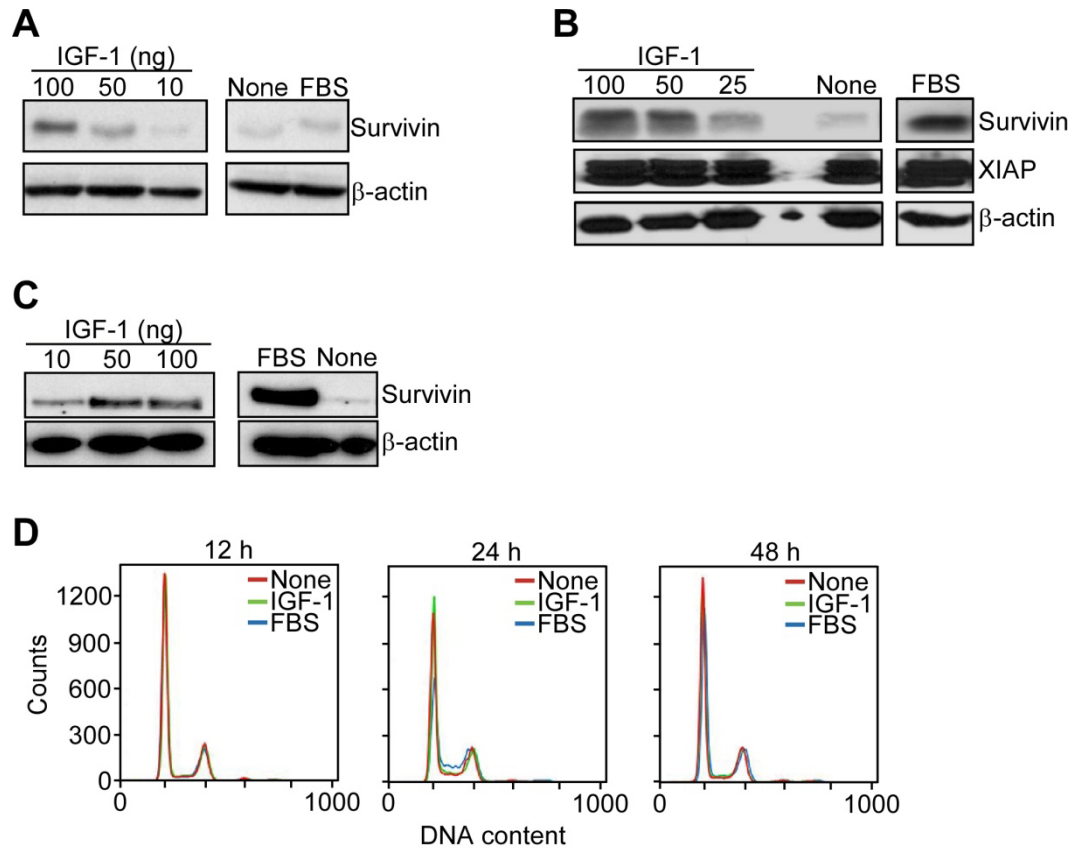 A
IGF-1 (ng)
100 50 10 None FBS
Survivin
β-actin
B
IGF-1
100 50 25 None FBS
Survivin
XIAP
β-actin
C
IGF-1 (ng)
10 50 100 FBS None
Survivin
β-actin
D
12 h 24 h 48 h
None None None
IGF-1 IGF-1 IGF-1
FBS FBS FBS
Counts
1200
900
600
300
0
0 1000 0 1000 0 1000
DNA content